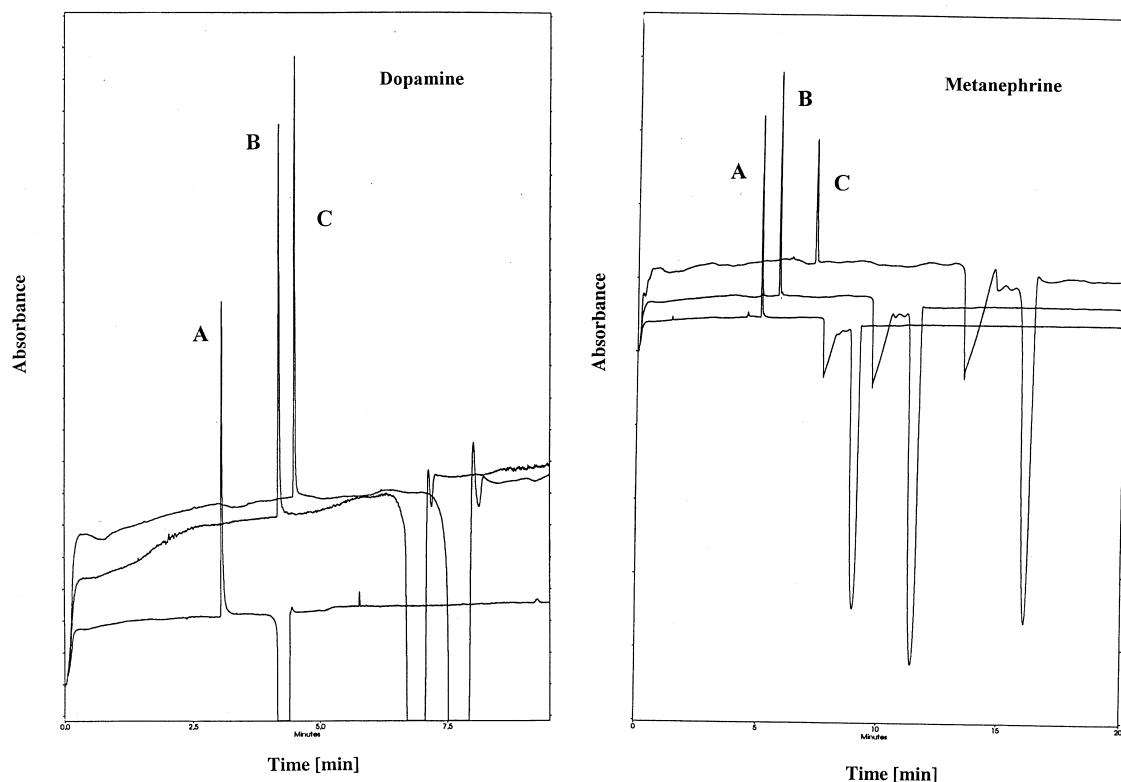 Dopamine
B
C
A
Absorbance
0.0
2.5
5.0
7.5
Minutes
Time [min]
Metanephrine
B
A
C
Absorbance
0
5
10
15
20
Minutes
Time [min]